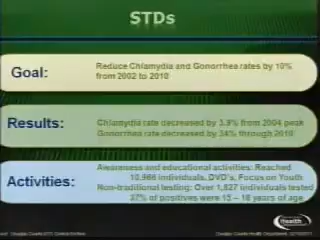 STDs
Goal:
Reduce Chlamydia and Gonorrhea rates by 10%
from 2002 to 2010
Results:
Chlamydia rate decreased by 3.9% from 2004 peak
Gonorrhea rate decreased by 34% through 2010
Activities:
Awareness and educational activities: Reached
10,966 individuals, DVD's, Focus on Youth
Non-traditional testing: Over 1,827 individuals tested
37% of positives were 15 – 18 years of age
Health